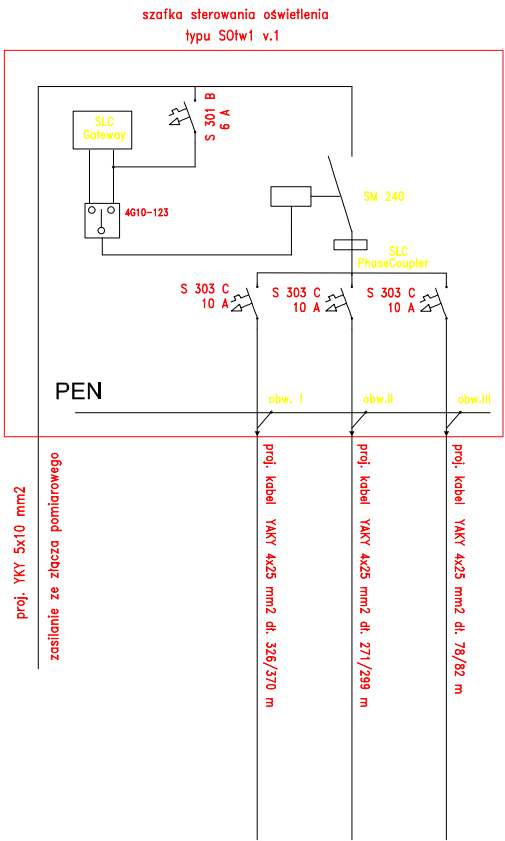 szafka sterowania oświetlenia
typu SOtw1 v.1
SLC
Gateway
S 301 B
6 A
4G10-123
SM 240
SLC
PhaseCoupler
S 303 C
10 A
S 303 C
10 A
S 303 C
10 A
PEN
obw. I
obw.II
obw.III
proj. YKY 5x10 mm2
zasilanie ze złącza pomiarowego
proj. kabel YAKY 4x25 mm2 dł. 326/370 m
proj. kabel YAKY 4x25 mm2 dł. 271/299 m
proj. kabel YAKY 4x25 mm2 dł. 78/82 m